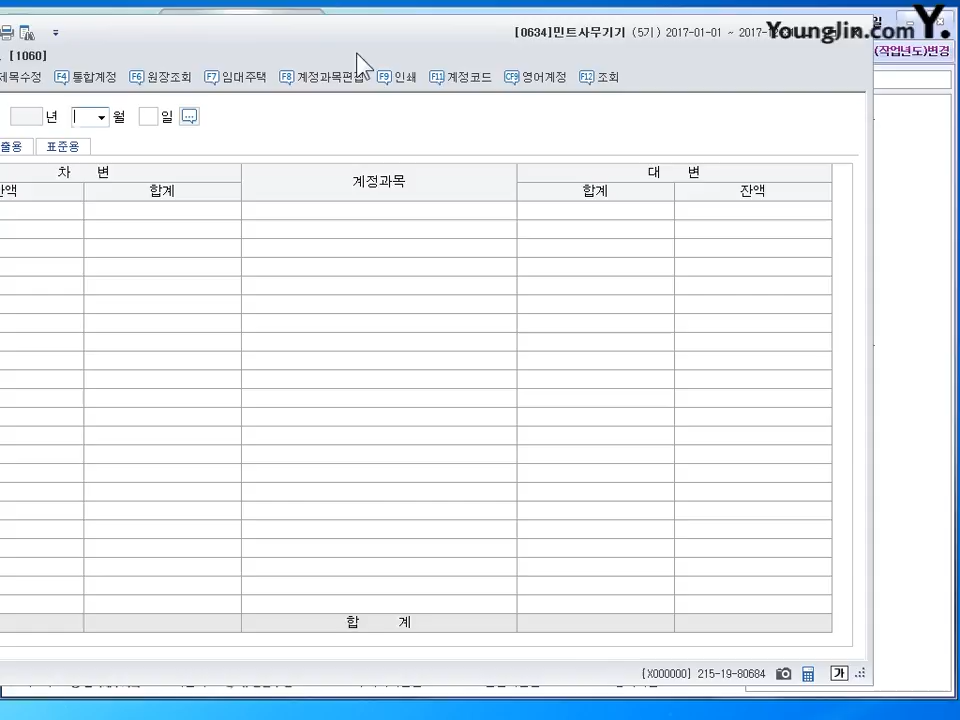 [0634]민트사무기기 (5기) 2017-01-01 ~ 2017-12-31
YoungJin.com Y.
[1060]
(작업년도)변경
제목수정 F4 통합계정 F6 원장조회 F7 임대주택 F8 계정과목편집 F9 인쇄 F11 계정코드 CF9 영어계정 F12 조회
년 월 일
출용 표준용
차 변 계정과목 대 변
잔액 합계 합계 잔액
합 계
[X000000] 215-19-80684 가